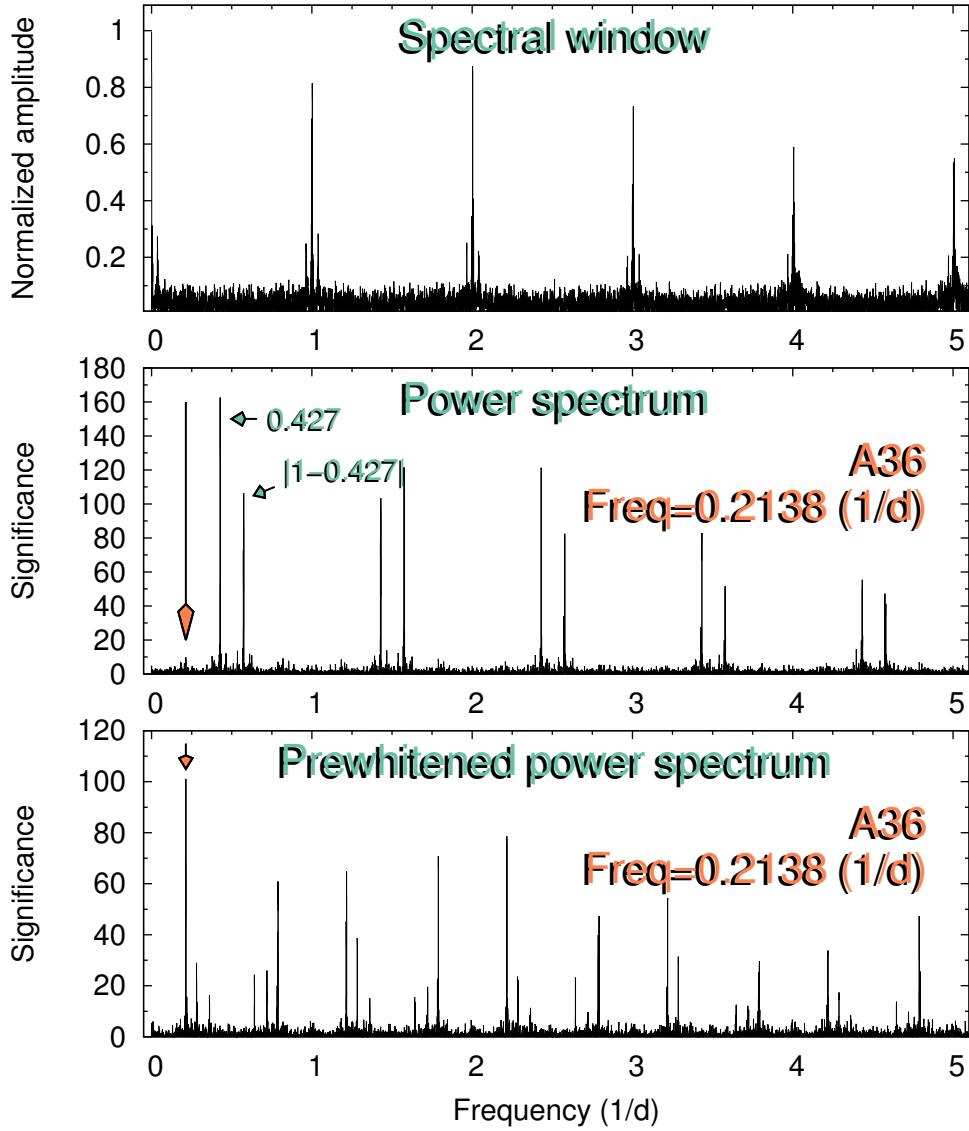 Spectral window
Normalized amplitude
1
0.8
0.6
0.4
0.2
0 1 2 3 4 5
Power spectrum
Significance
180
160
140
120
100
80
60
40
20
0
0.427
|1−0.427|
A36
Freq=0.2138 (1/d)
0 1 2 3 4 5
Prewhitened power spectrum
Significance
120
100
80
60
40
20
0
A36
Freq=0.2138 (1/d)
0 1 2 3 4 5
Frequency (1/d)